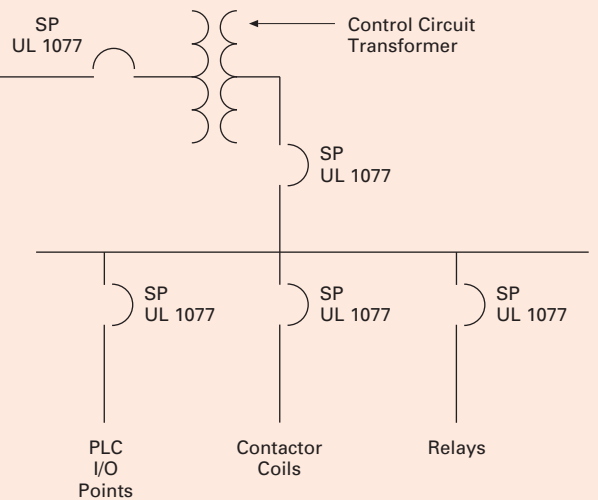 SP
UL 1077
Control Circuit
Transformer
SP
UL 1077
SP
UL 1077
SP
UL 1077
SP
UL 1077
PLC
I/O
Points
Contactor
Coils
Relays